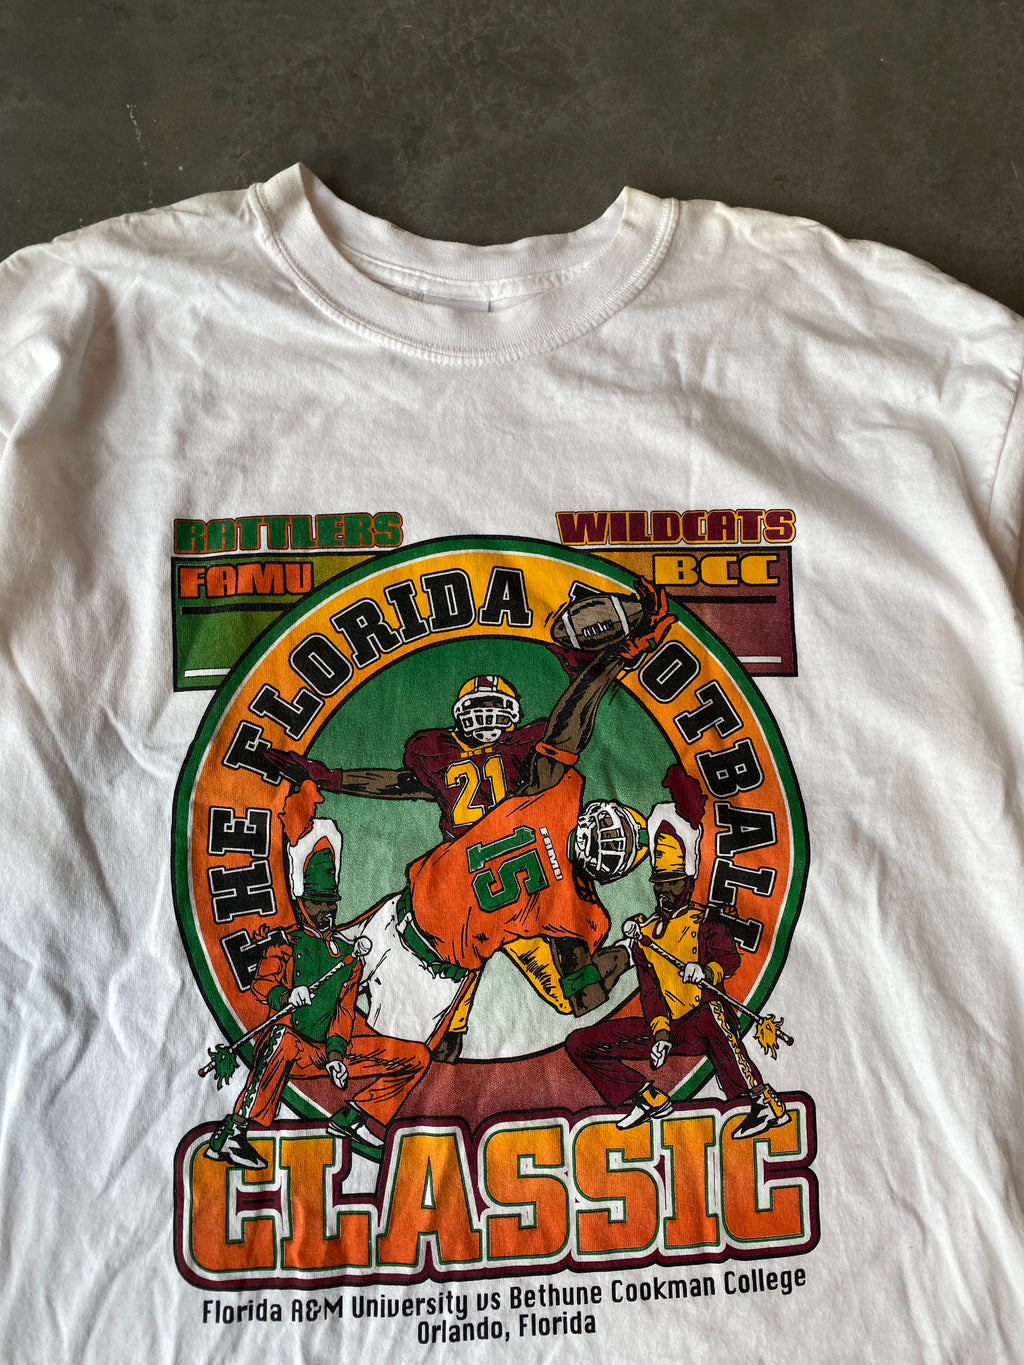 RATTLERS
WILDCATS
FAMU
BCC
THE FLORIDA FOOTBALL
21
15
FAMU
CLASSIC
Florida A&M University vs Bethune Cookman College
Orlando, Florida